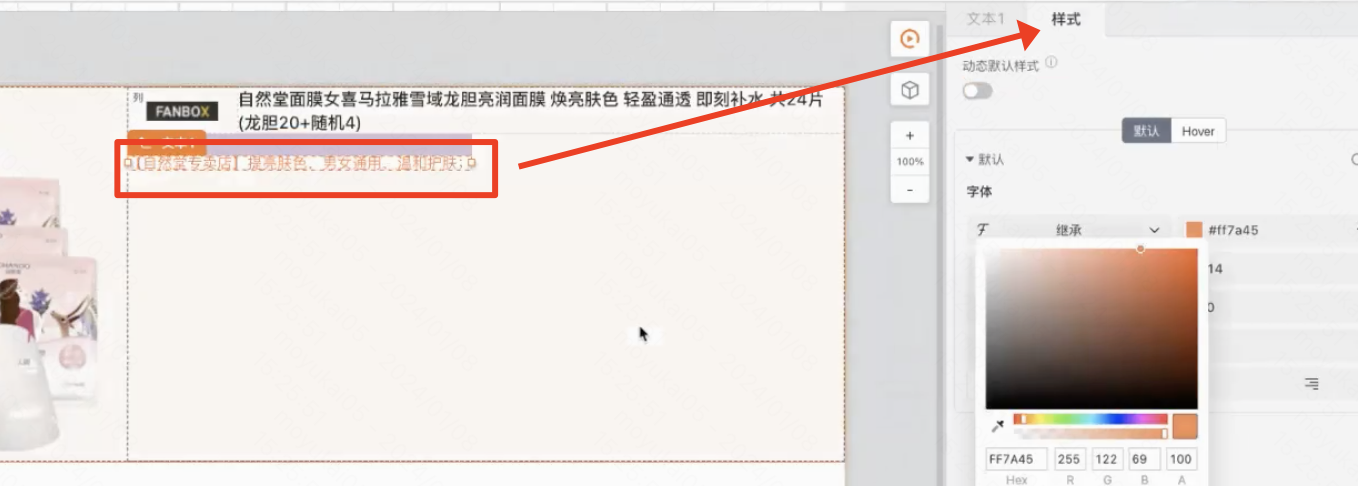 文本1
样式
动态默认样式
列
FANBOX
自然堂面膜女喜马拉雅雪域龙胆亮润面膜 焕亮肤色 轻盈通透 即刻补水 共24片
(龙胆20+随机4)
文本1
【自然堂专卖店】提亮肤色、男女通用、温和护肤;
+
100%
-
默认
Hover
默认
字体
继承
#ff7a45
14
0
FF7A45
255
122
69
100
Hex
R
G
B
A